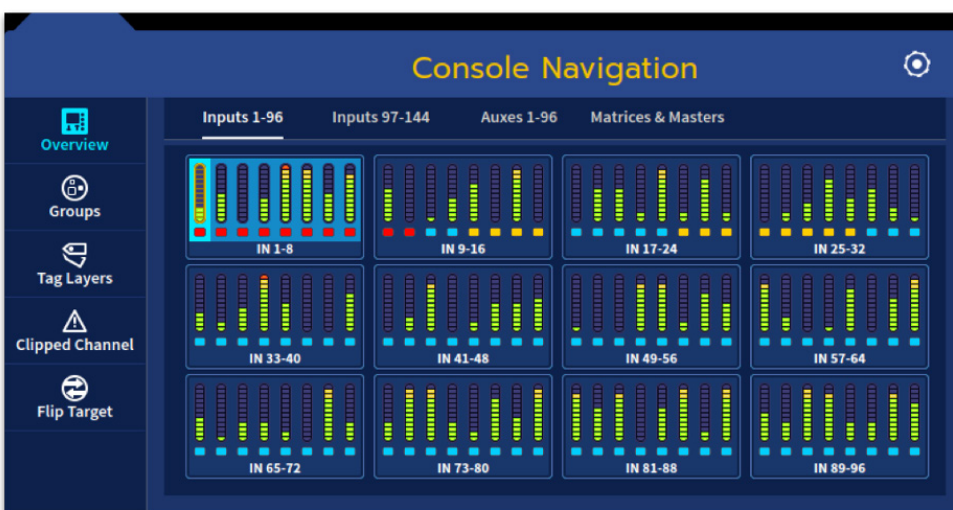 Console Navigation
Inputs 1-96 Inputs 97-144 Auxes 1-96 Matrices & Masters
Overview
Groups
Tag Layers
Clipped Channel
Flip Target
IN 1-8 IN 9-16 IN 17-24 IN 25-32
IN 33-40 IN 41-48 IN 49-56 IN 57-64
IN 65-72 IN 73-80 IN 81-88 IN 89-96